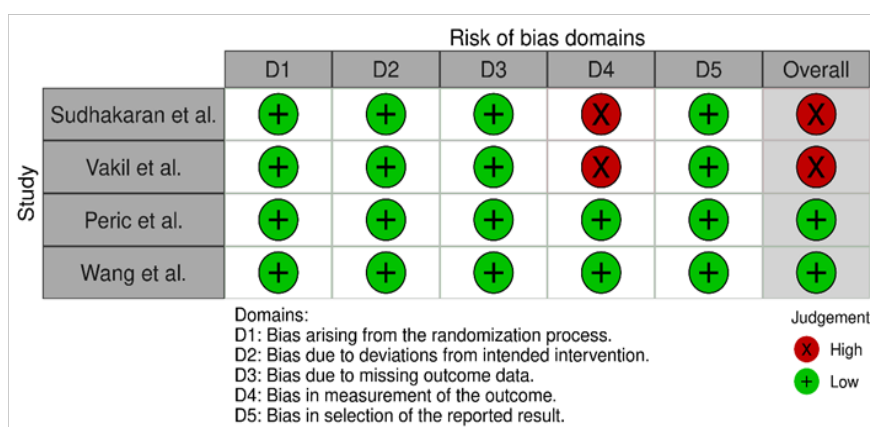 Risk of bias domains
D1 D2 D3 D4 D5 Overall
Study
Sudhakaran et al. + + + X + X
Vakil et al. + + + X + X
Peric et al. + + + + + +
Wang et al. + + + + + +
Domains:
D1: Bias arising from the randomization process.
D2: Bias due to deviations from intended intervention.
D3: Bias due to missing outcome data.
D4: Bias in measurement of the outcome.
D5: Bias in selection of the reported result.
Judgement
X High
+ Low